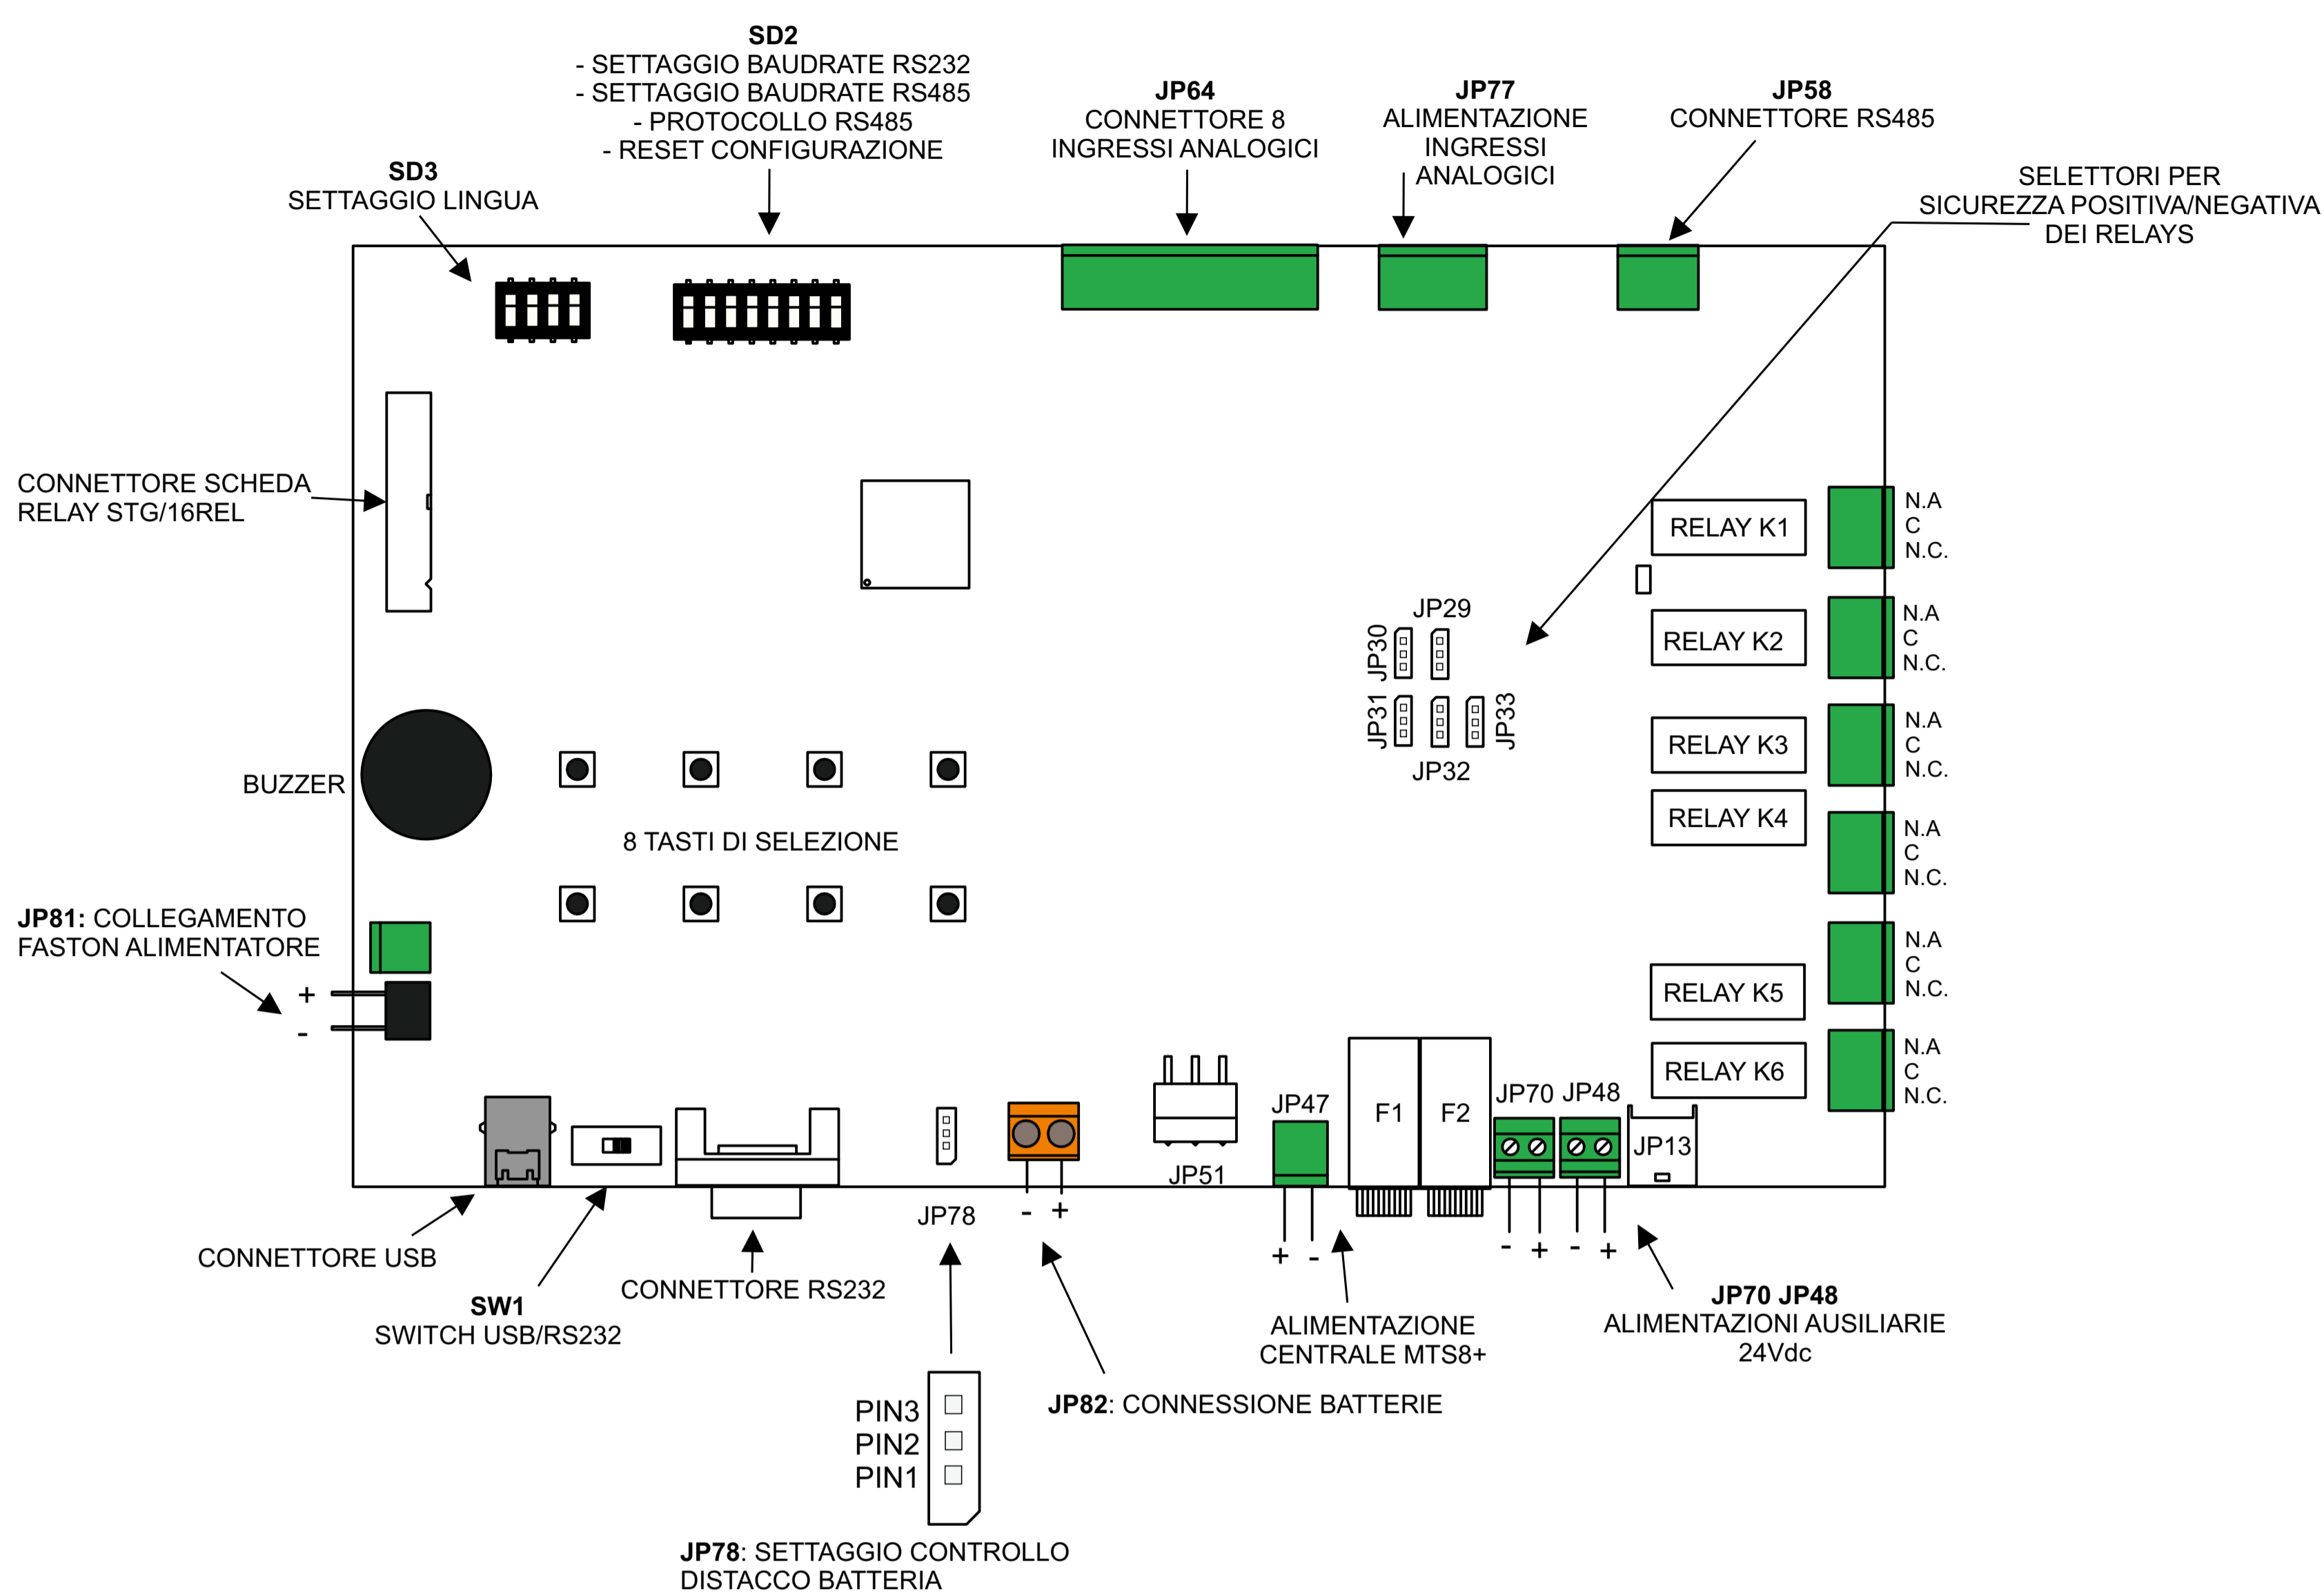 SD2
- SETTAGGIO BAUDRATE RS232
- SETTAGGIO BAUDRATE RS485
- PROTOCOLLO RS485
- RESET CONFIGURAZIONE
SD3
SETTAGGIO LINGUA
JP64
CONNETTORE 8
INGRESSI ANALOGICI
JP77
ALIMENTAZIONE
INGRESSI
ANALOGICI
JP58
CONNETTORE RS485
SELETTORI PER
SICUREZZA POSITIVA/NEGATIVA
DEI RELAYS
CONNETTORE SCHEDA
RELAY STG/16REL
RELAY K1
N.A
C
N.C.
RELAY K2
N.A
C
N.C.
JP29
JP30
JP31
JP33
JP32
RELAY K3
N.A
C
N.C.
RELAY K4
N.A
C
N.C.
BUZZER
8 TASTI DI SELEZIONE
JP81: COLLEGAMENTO
FASTON ALIMENTATORE
+
-
RELAY K5
N.A
C
N.C.
RELAY K6
N.A
C
N.C.
JP51
JP47
F1
F2
JP70
JP48
JP13
JP78
- +
+ -
- + - +
CONNETTORE USB
SW1
SWITCH USB/RS232
CONNETTORE RS232
ALIMENTAZIONE
CENTRALE MTS8+
JP70 JP48
ALIMENTAZIONI AUSILIARIE
24Vdc
JP82: CONNESSIONE BATTERIE
PIN3
PIN2
PIN1
JP78: SETTAGGIO CONTROLLO
DISTACCO BATTERIA